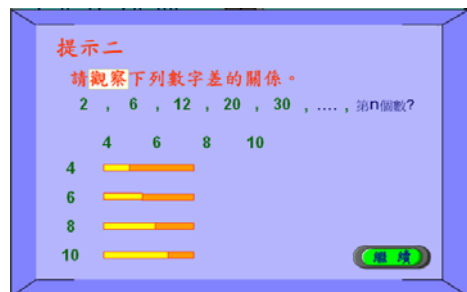 提示二
請觀察下列數字差的關係。
2 , 6 , 12 , 20 , 30 , .... , 第n個數?
4 6 8 10
4
6
8
10
繼續